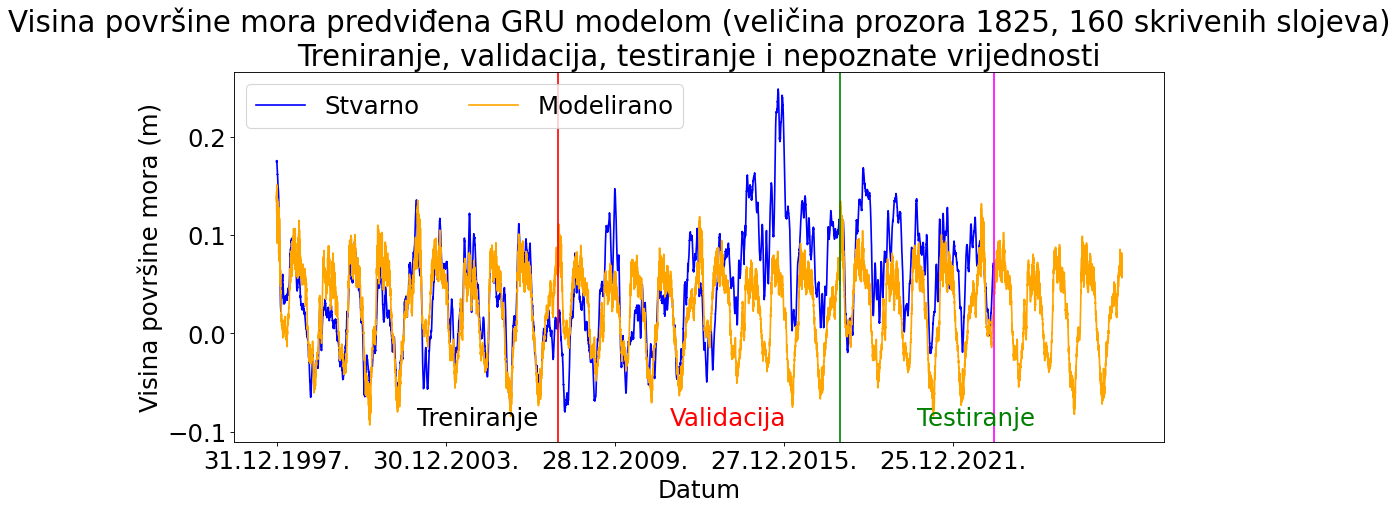 Visina površine mora predviđena GRU modelom (veličina prozora 1825, 160 skrivenih slojeva)
Treniranje, validacija, testiranje i nepoznate vrijednosti
Stvarno
Modelirano
Visina površine mora (m)
0.2
0.1
0.0
−0.1
Treniranje
Validacija
Testiranje
31.12.1997.
30.12.2003.
28.12.2009.
27.12.2015.
25.12.2021.
Datum